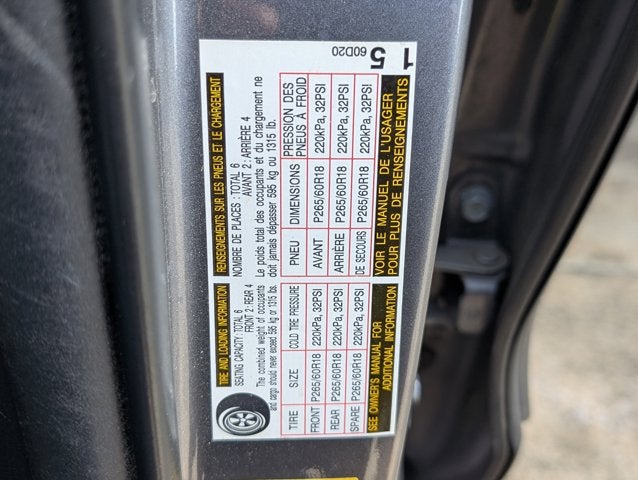 TIRE AND LOADING INFORMATION
SEATING CAPACITY: TOTAL 6
FRONT 2 : REAR 4
The combined weight of occupants
and cargo should never exceed 595 kg or 1315 lbs.
TIRE SIZE COLD TIRE PRESSURE
FRONT P265/60R18 220kPa, 32PSI
REAR P265/60R18 220kPa, 32PSI
SPARE P265/60R18 220kPa, 32PSI
SEE OWNER'S MANUAL FOR
ADDITIONAL INFORMATION
RENSEIGNEMENTS SUR LES PNEUS ET LE CHARGEMENT
NOMBRE DE PLACES : TOTAL 6
AVANT 2 : ARRIÈRE 4
Le poids total des occupants et du chargement ne
doit jamais dépasser 595 kg ou 1315 lb.
PNEU DIMENSIONS PRESSION DES
PNEUS À FROID
AVANT P265/60R18 220kPa, 32PSI
ARRIÈRE P265/60R18 220kPa, 32PSI
DE SECOURS P265/60R18 220kPa, 32PSI
VOIR LE MANUEL DE L'USAGER
POUR PLUS DE RENSEIGNEMENTS
60D20
1 5